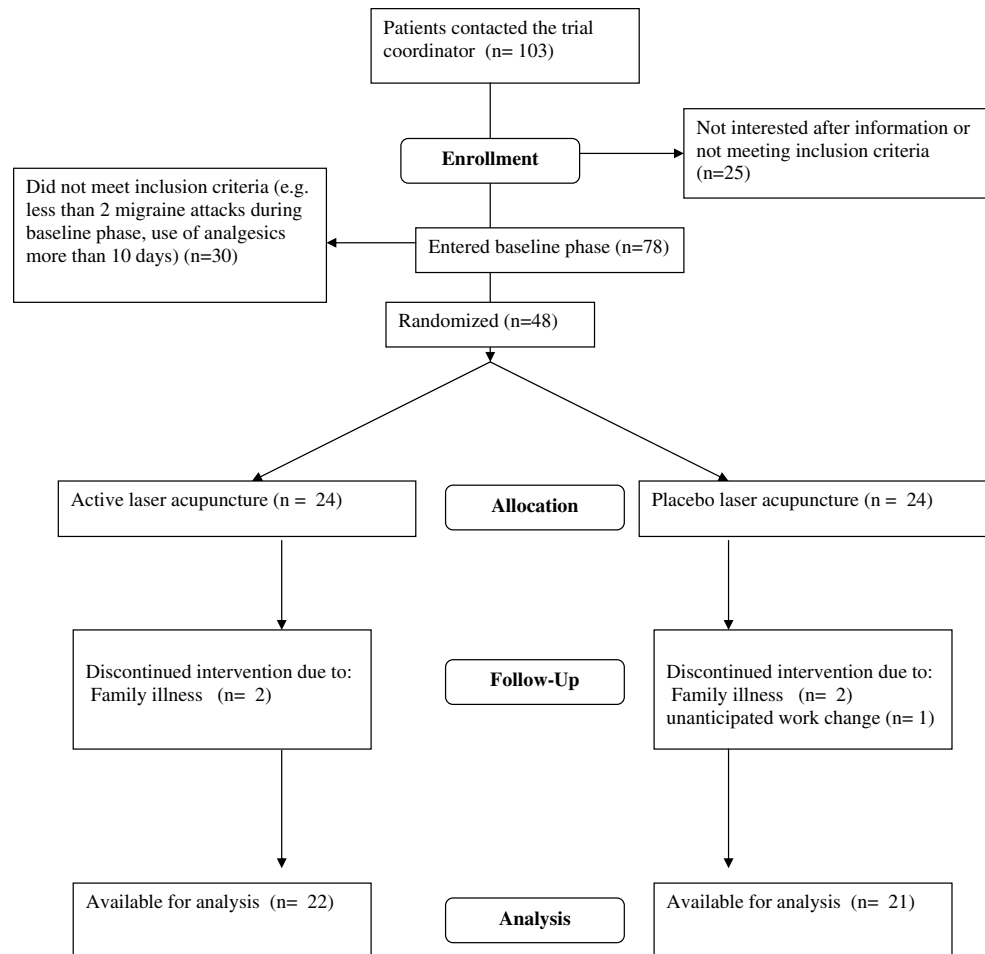 Patients contacted the trial
coordinator (n= 103)
Enrollment
Not interested after information or
not meeting inclusion criteria
(n=25)
Did not meet inclusion criteria (e.g.
less than 2 migraine attacks during
baseline phase, use of analgesics
more than 10 days) (n=30)
Entered baseline phase (n=78)
Randomized (n=48)
Active laser acupuncture (n = 24)
Allocation
Placebo laser acupuncture (n = 24)
Discontinued intervention due to:
Family illness (n= 2)
Follow-Up
Discontinued intervention due to:
Family illness (n= 2)
unanticipated work change (n= 1)
Available for analysis (n= 22)
Analysis
Available for analysis (n= 21)